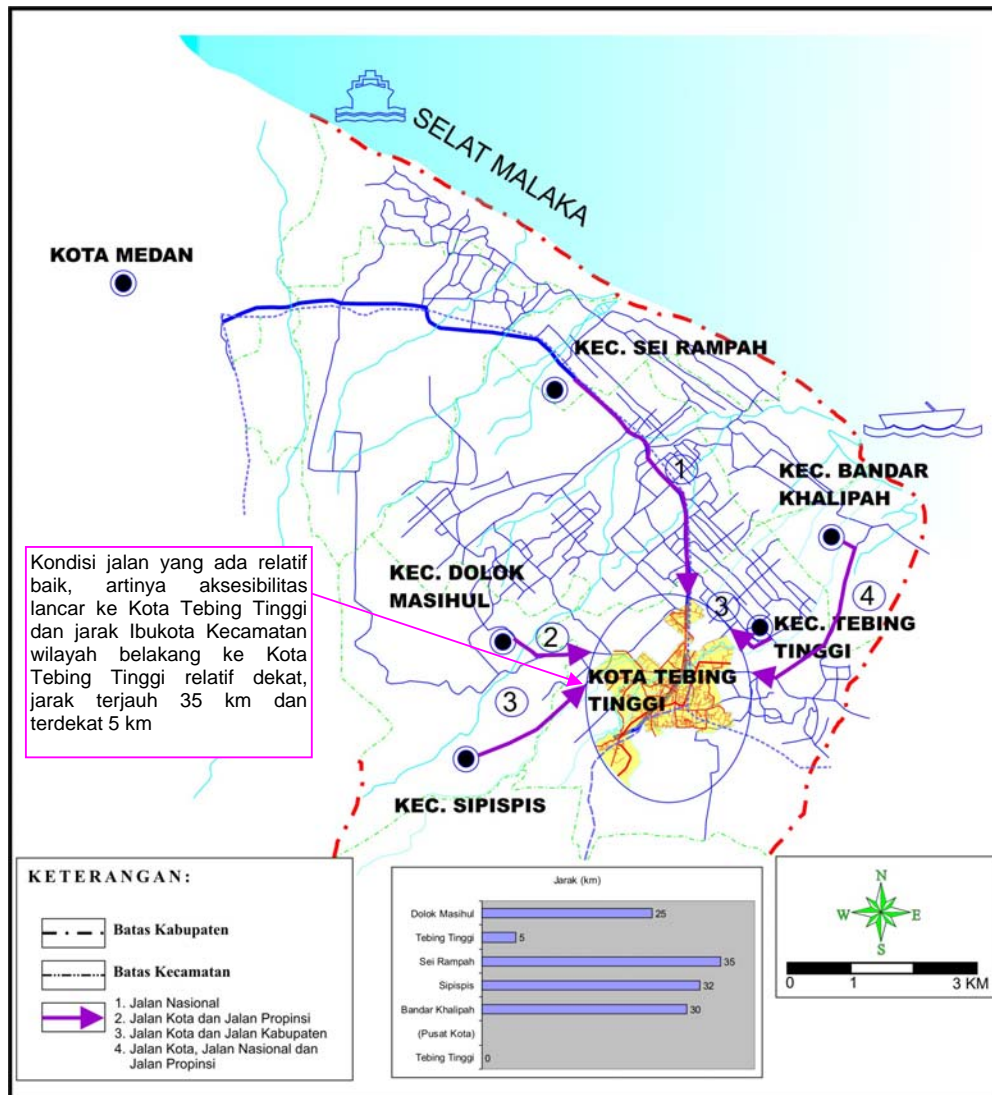 SELAT MALAKA
KOTA MEDAN
KEC. SEI RAMPAH
1
KEC. BANDAR
KHALIPAH
Kondisi jalan yang ada relatif
baik, artinya aksesibilitas
lancar ke Kota Tebing Tinggi
dan jarak Ibukota Kecamatan
wilayah belakang ke Kota
Tebing Tinggi relatif dekat,
jarak terjauh 35 km dan
terdekat 5 km
KEC. DOLOK
MASIHUL
2
3
4
KEC. TEBING
TINGGI
KOTA TEBING
TINGGI
3
KEC. SIPISPIS
KETERANGAN:
Batas Kabupaten
Batas Kecamatan
1. Jalan Nasional
2. Jalan Kota dan Jalan Propinsi
3. Jalan Kota dan Jalan Kabupaten
4. Jalan Kota, Jalan Nasional dan
Jalan Propinsi
Jarak (km)
Dolok Masihul 25
Tebing Tinggi 5
Sei Rampah 35
Sipispis 32
Bandar Khalipah 30
(Pusat Kota)
Tebing Tinggi 0
N
W E
S
0 1 3 KM